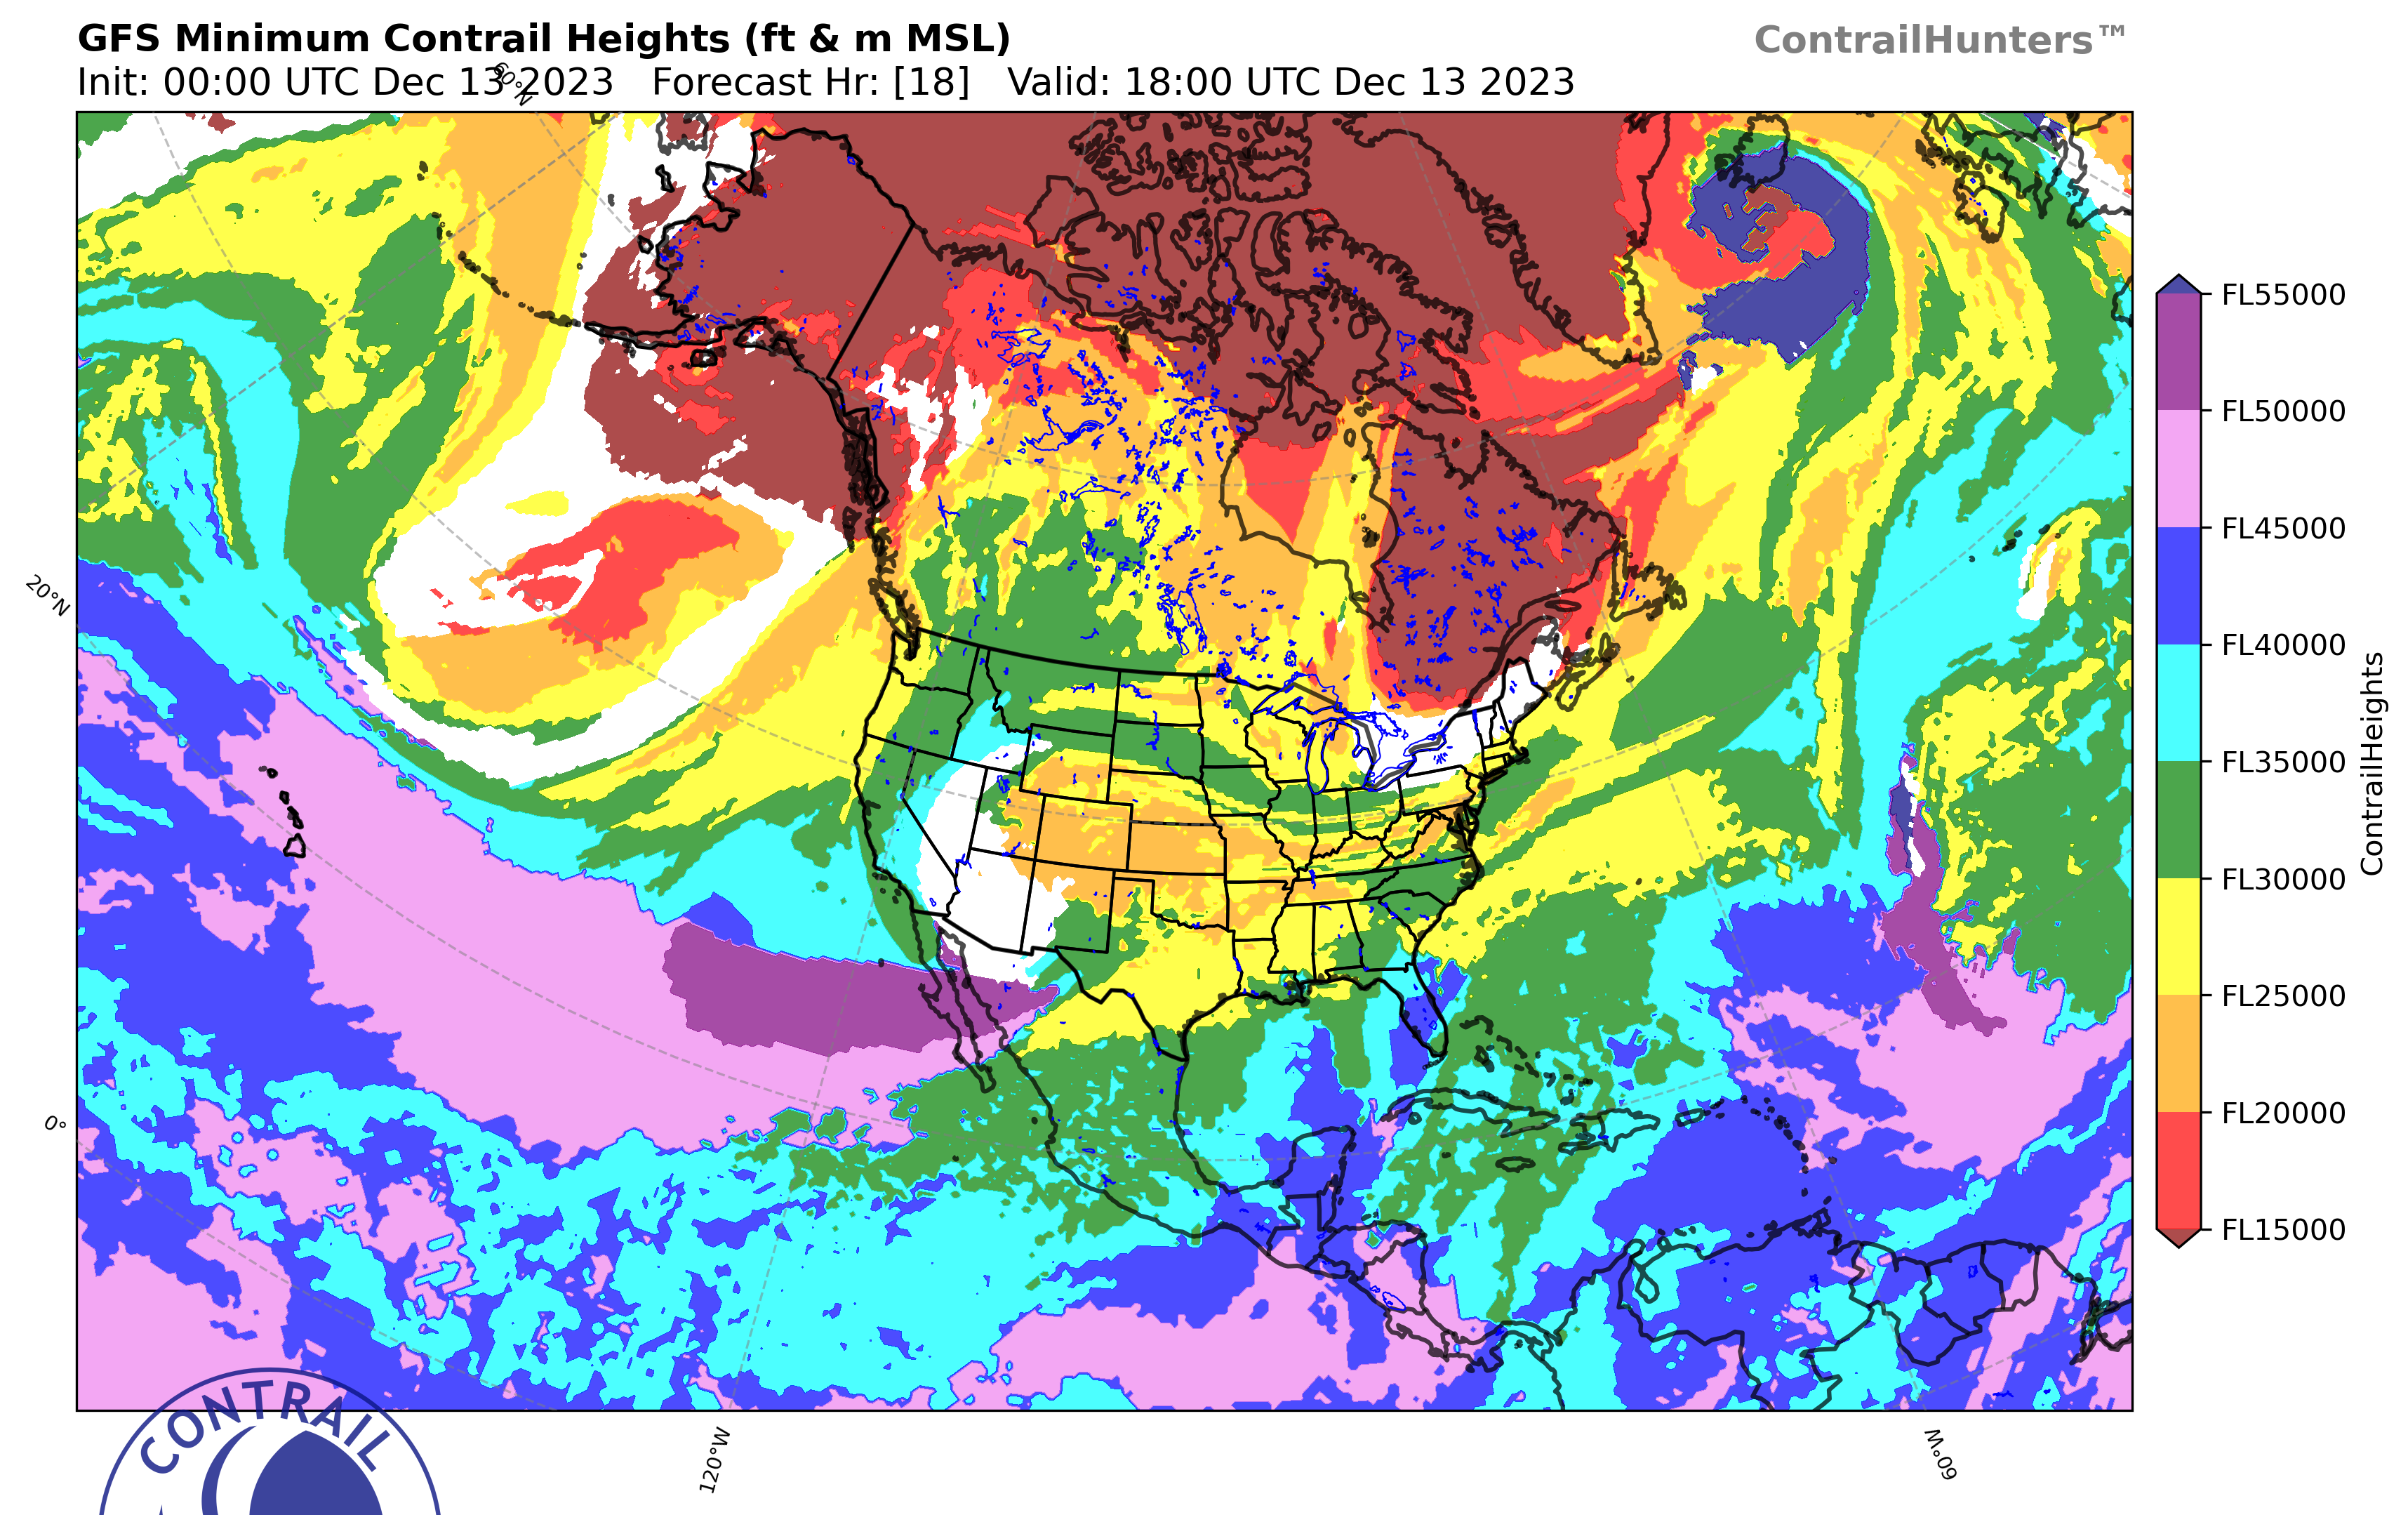 GFS Minimum Contrail Heights (ft & m MSL)
ContrailHunters™
Init: 00:00 UTC Dec 13 2023 Forecast Hr: [18] Valid: 18:00 UTC Dec 13 2023
60°N
20°N
0°
120°W
60°W
FL55000
FL50000
FL45000
FL40000
FL35000
FL30000
FL25000
FL20000
FL15000
ContrailHeights
CONTRAIL